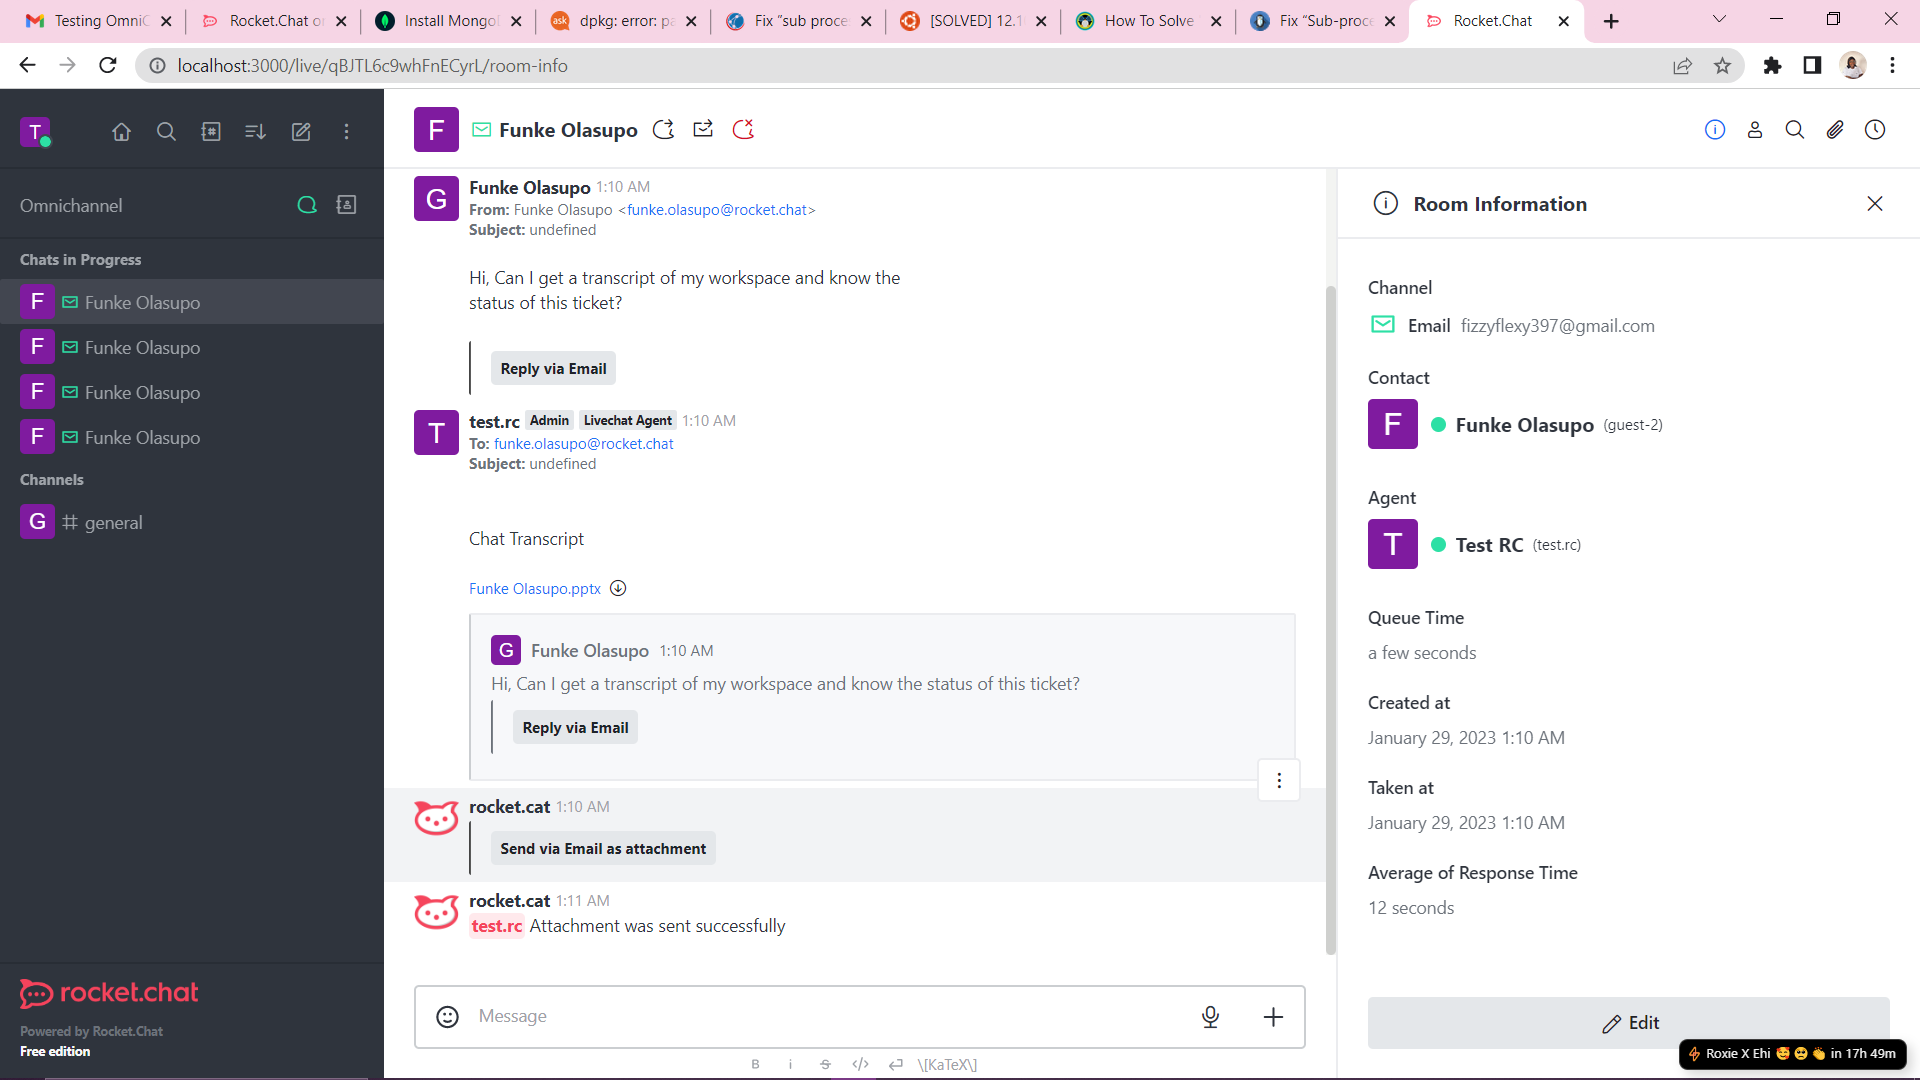 Testing OmniC
Rocket.Chat or
Install Mongo
ask
dpkg: error: pa
Fix "sub proce
[SOLVED] 12.1
How To Solve
Fix "Sub-proce
Rocket.Chat
localhost:3000/live/qBJTL6c9whFnECyrL/room-info
T
F
Funke Olasupo
Omnichannel
Chats in Progress
F Funke Olasupo
F Funke Olasupo
F Funke Olasupo
F Funke Olasupo
Channels
G # general
rocket.chat
Powered by Rocket.Chat
Free edition
G
Funke Olasupo 1:10 AM
From: Funke Olasupo <funke.olasupo@rocket.chat>
Subject: undefined
Hi, Can I get a transcript of my workspace and know the
status of this ticket?
Reply via Email
T
test.rc Admin Livechat Agent 1:10 AM
To: funke.olasupo@rocket.chat
Subject: undefined
Chat Transcript
Funke Olasupo.pptx
G Funke Olasupo 1:10 AM
Hi, Can I get a transcript of my workspace and know the status of this ticket?
Reply via Email
rocket.cat 1:10 AM
Send via Email as attachment
rocket.cat 1:11 AM
test.rc Attachment was sent successfully
Message
B i S </> \[KaTeX\]
Room Information
Channel
Email fizzyflexy397@gmail.com
Contact
F Funke Olasupo (guest-2)
Agent
T Test RC (test.rc)
Queue Time
a few seconds
Created at
January 29, 2023 1:10 AM
Taken at
January 29, 2023 1:10 AM
Average of Response Time
12 seconds
Edit
Roxie X Ehi 🥰 🥺 👏 in 17h 49m